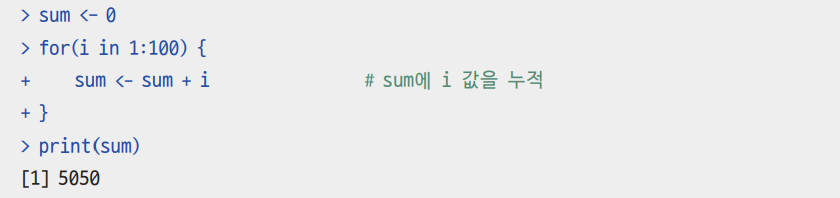 > sum <- 0
> for(i in 1:100) {
+    sum <- sum + i    # sum에 i 값을 누적
+ }
> print(sum)
[1] 5050